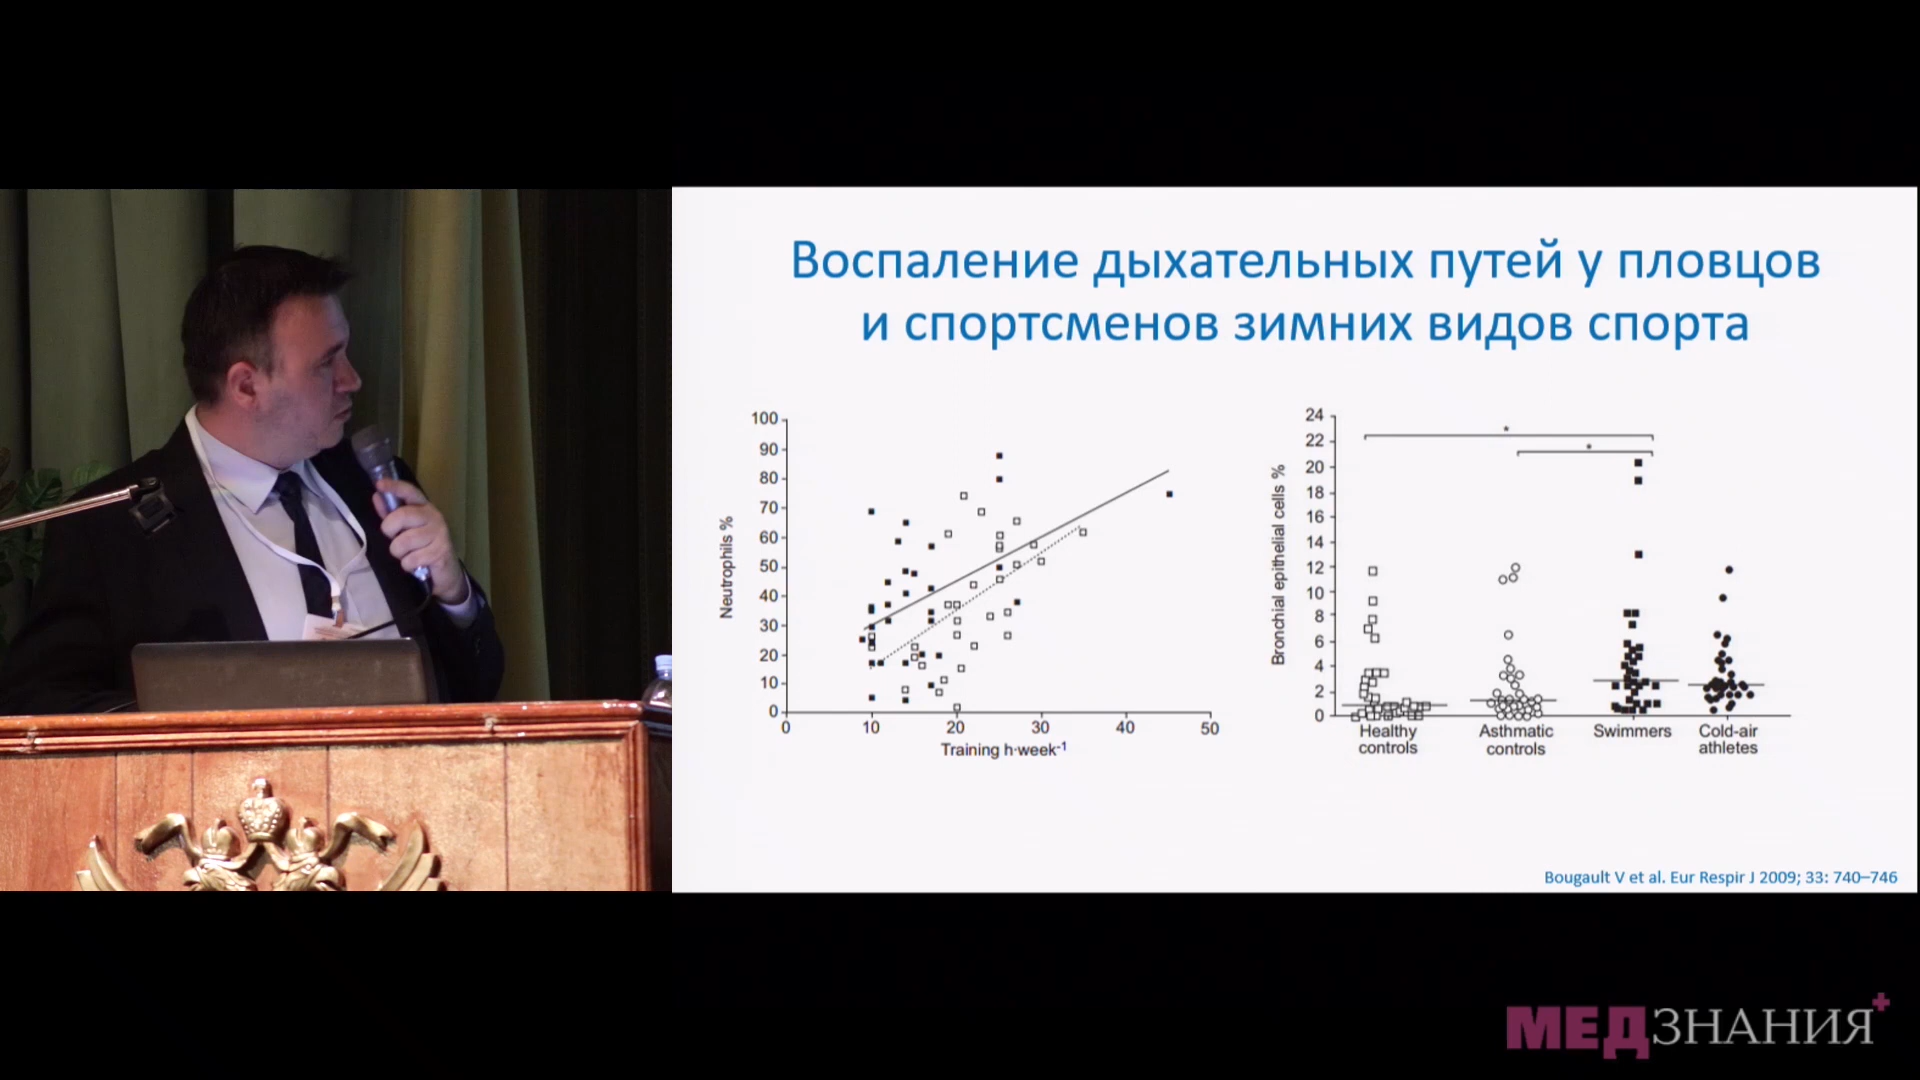 Воспаление дыхательных путей у пловцов
и спортсменов зимних видов спорта
100
90
80
70
60
50
40
30
20
10
0
Neutrophils %
0 10 20 30 40 50
Training h·week⁻¹
24
22
20
18
16
14
12
10
8
6
4
2
0
Bronchial epithelial cells %
*
*
Healthy controls
Asthmatic controls
Swimmers
Cold-air athletes
Bougault V et al. Eur Respir J 2009; 33: 740–746
МЕДЗНАНИЯ+